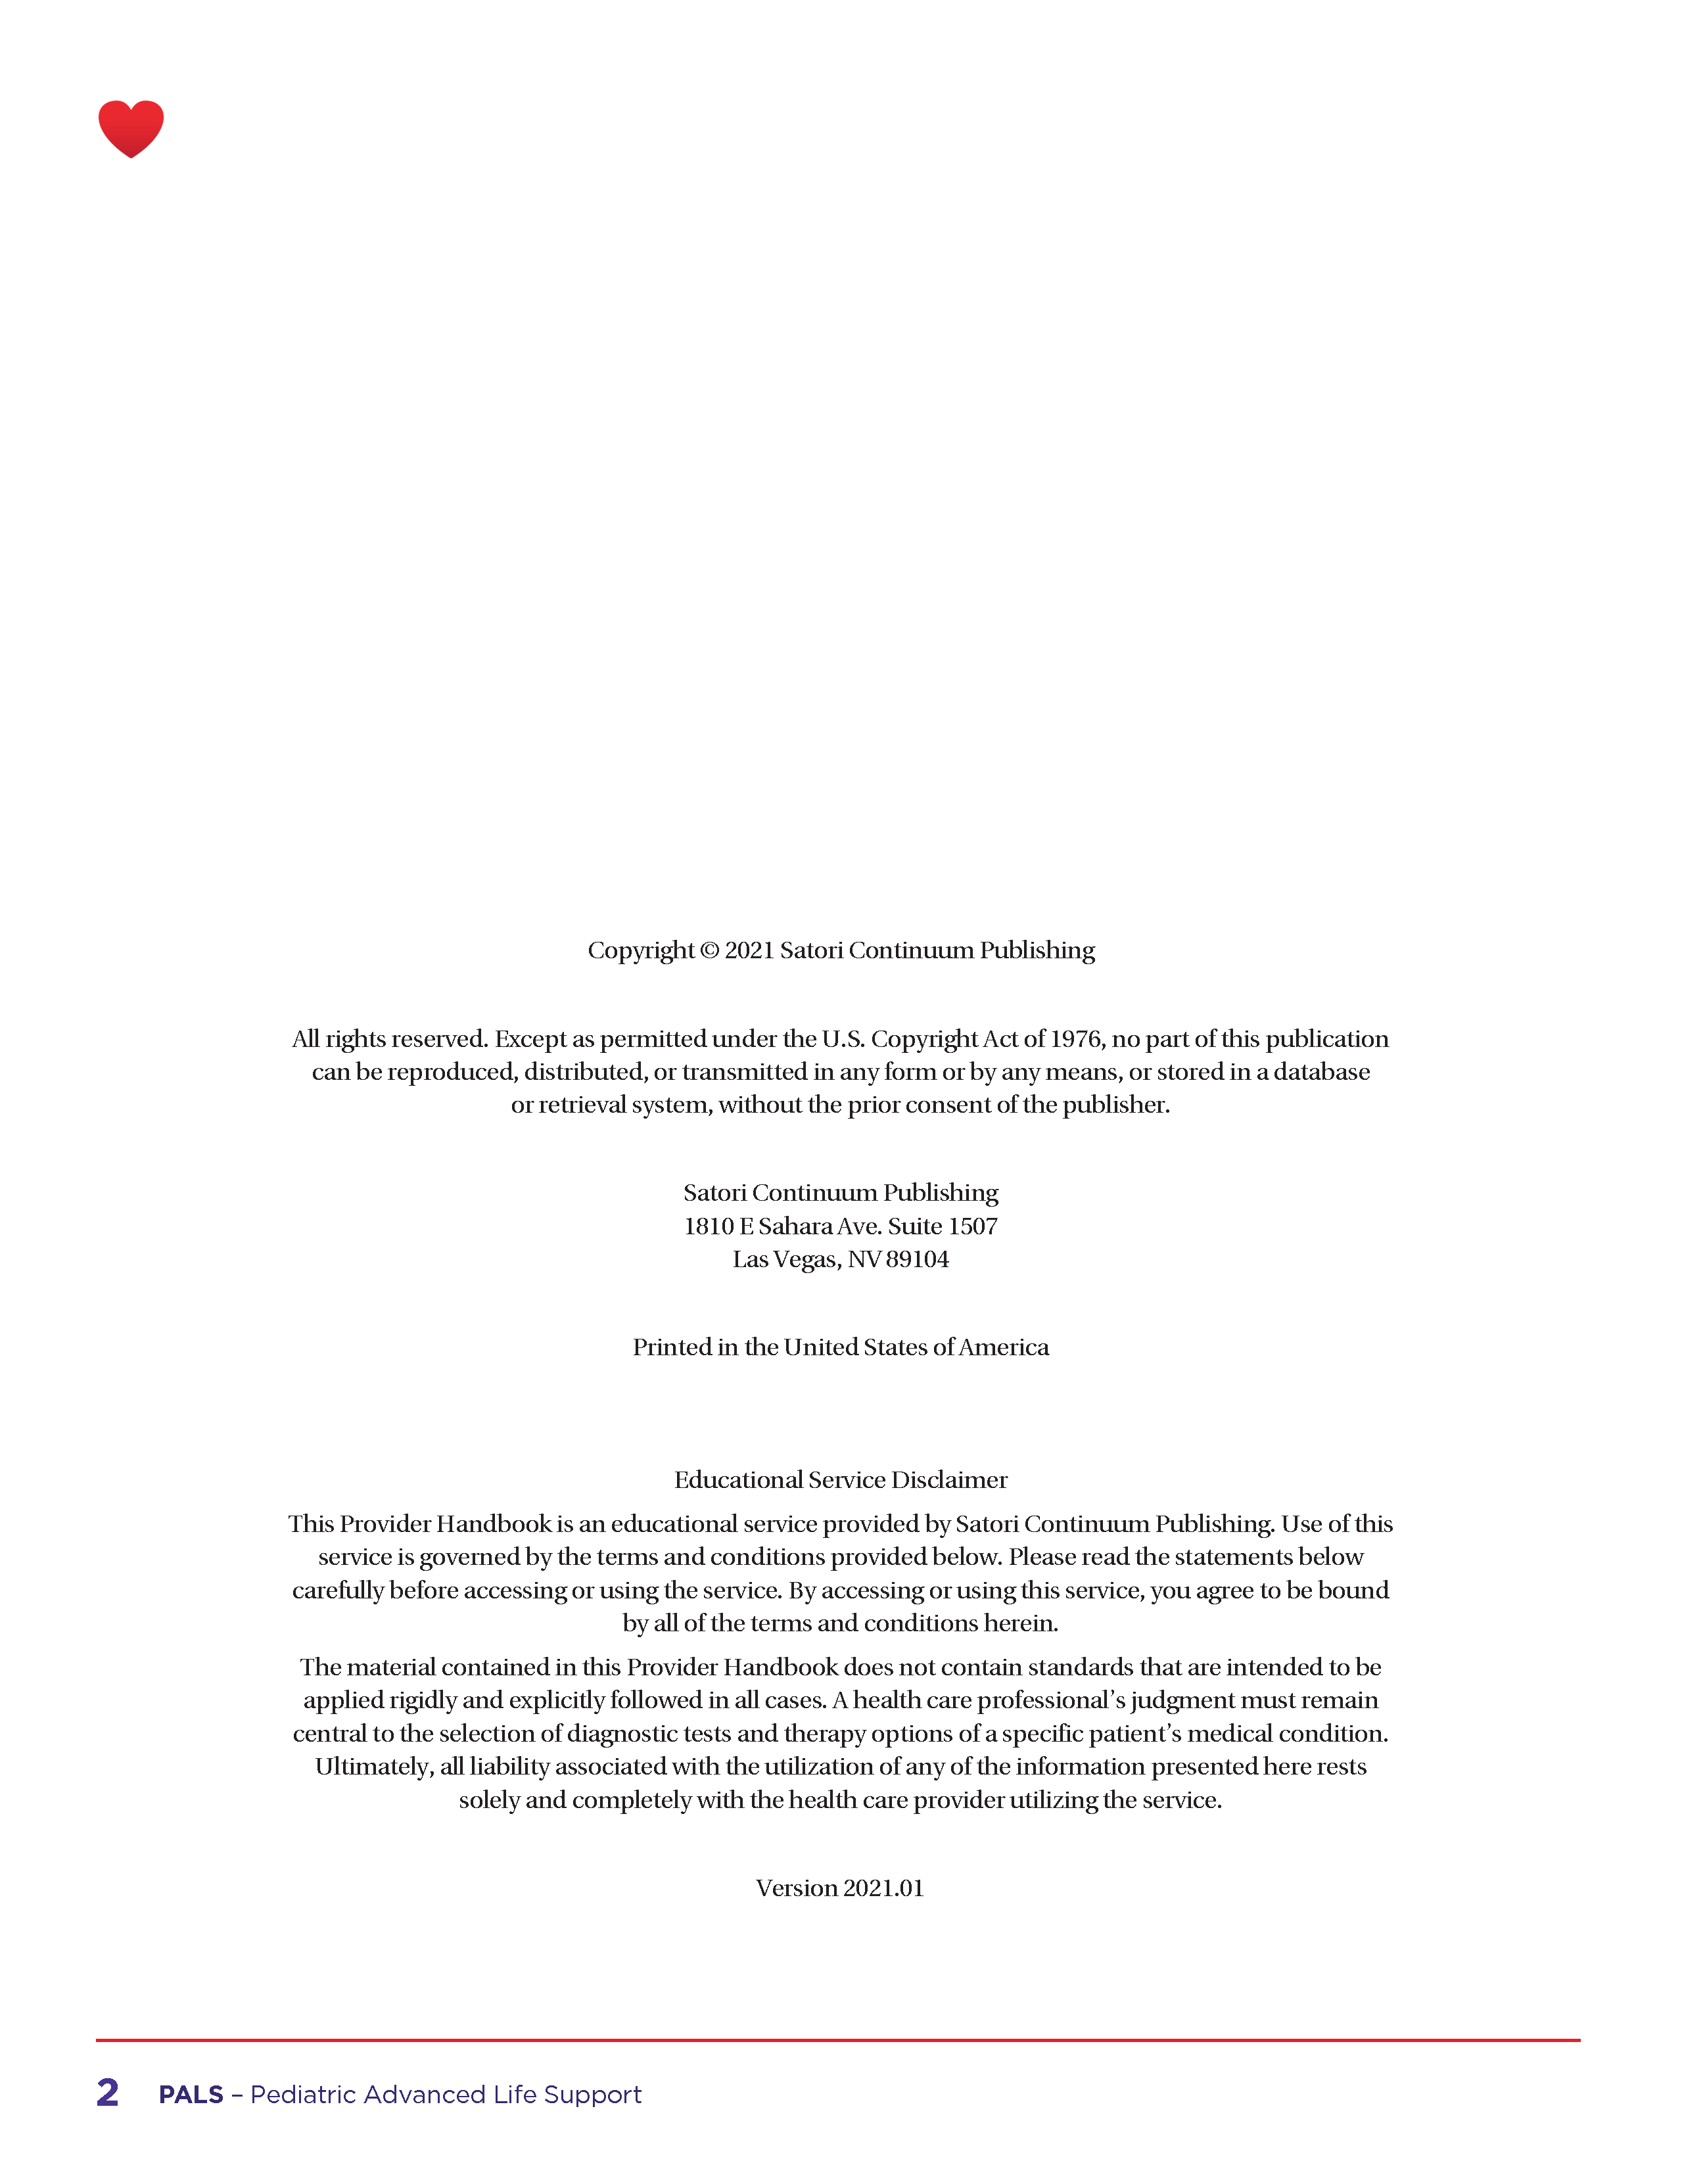 Copyright © 2021 Satori Continuum Publishing
All rights reserved. Except as permitted under the U.S. Copyright Act of 1976, no part of this publication
can be reproduced, distributed, or transmitted in any form or by any means, or stored in a database
or retrieval system, without the prior consent of the publisher.
Satori Continuum Publishing
1810 E Sahara Ave. Suite 1507
Las Vegas, NV 89104
Printed in the United States of America
Educational Service Disclaimer
This Provider Handbook is an educational service provided by Satori Continuum Publishing. Use of this
service is governed by the terms and conditions provided below. Please read the statements below
carefully before accessing or using the service. By accessing or using this service, you agree to be bound
by all of the terms and conditions herein.
The material contained in this Provider Handbook does not contain standards that are intended to be
applied rigidly and explicitly followed in all cases. A health care professional’s judgment must remain
central to the selection of diagnostic tests and therapy options of a specific patient’s medical condition.
Ultimately, all liability associated with the utilization of any of the information presented here rests
solely and completely with the health care provider utilizing the service.
Version 2021.01
2 PALS – Pediatric Advanced Life Support